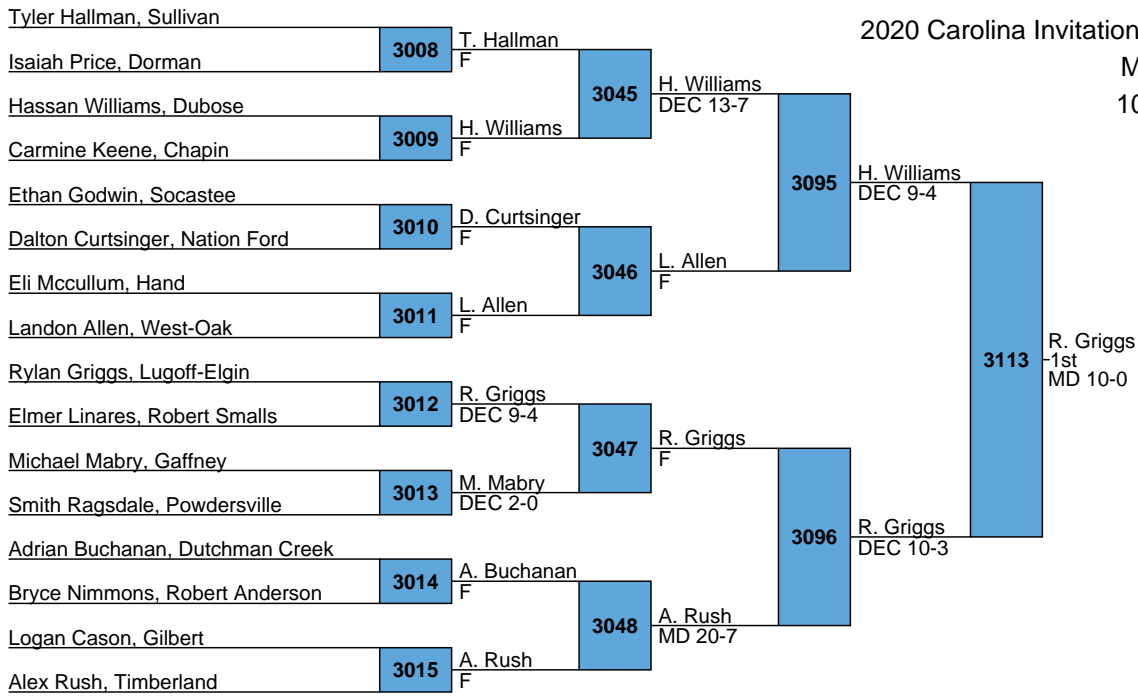 Tyler Hallman, Sullivan
2020 Carolina Invitation
3008
T. Hallman
F
Isaiah Price, Dorman
M
3045
H. Williams
DEC 13-7
10
Hassan Williams, Dubose
3009
H. Williams
F
Carmine Keene, Chapin
3095
H. Williams
DEC 9-4
Ethan Godwin, Socastee
3010
D. Curtsinger
F
Dalton Curtsinger, Nation Ford
3046
L. Allen
F
Eli Mccullum, Hand
3011
L. Allen
F
Landon Allen, West-Oak
3113
R. Griggs
1st
MD 10-0
Rylan Griggs, Lugoff-Elgin
3012
R. Griggs
DEC 9-4
Elmer Linares, Robert Smalls
3047
R. Griggs
F
Michael Mabry, Gaffney
3013
M. Mabry
DEC 2-0
Smith Ragsdale, Powdersville
3096
R. Griggs
DEC 10-3
Adrian Buchanan, Dutchman Creek
3014
A. Buchanan
F
Bryce Nimmons, Robert Anderson
3048
A. Rush
MD 20-7
Logan Cason, Gilbert
3015
A. Rush
F
Alex Rush, Timberland